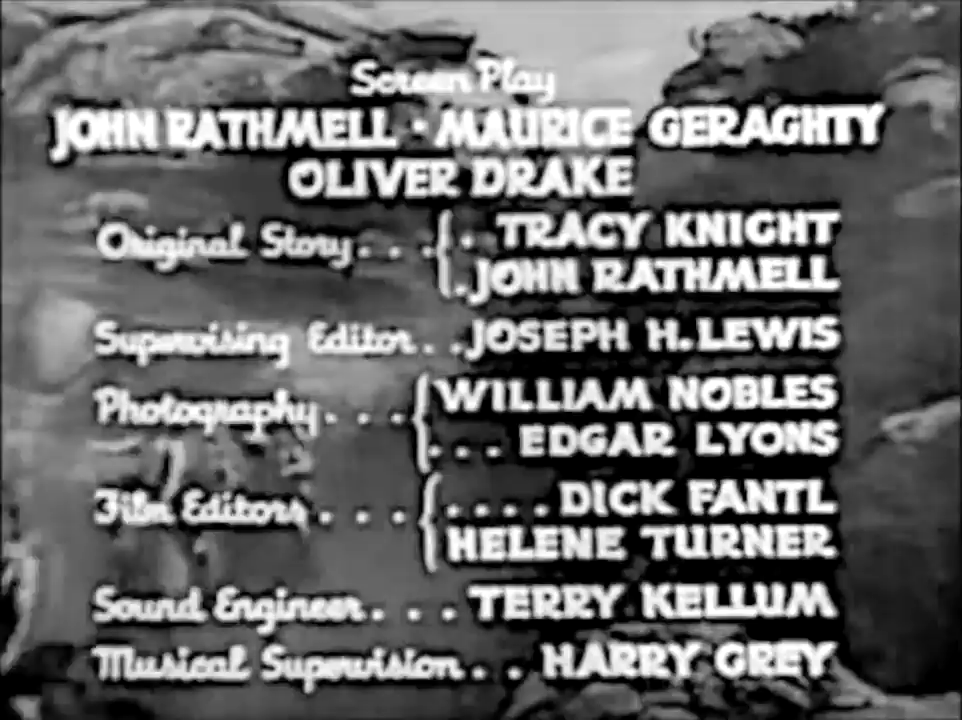 Screen Play
JOHN RATHMELL · MAURICE GERAGHTY
OLIVER DRAKE
Original Story . . . { . TRACY KNIGHT
. JOHN RATHMELL
Supervising Editor . . . JOSEPH H. LEWIS
Photography . . . { WILLIAM NOBLES
. . . EDGAR LYONS
Film Editors . . . { . . . . DICK FANTL
HELENE TURNER
Sound Engineer . . . TERRY KELLUM
Musical Supervision . . HARRY GREY